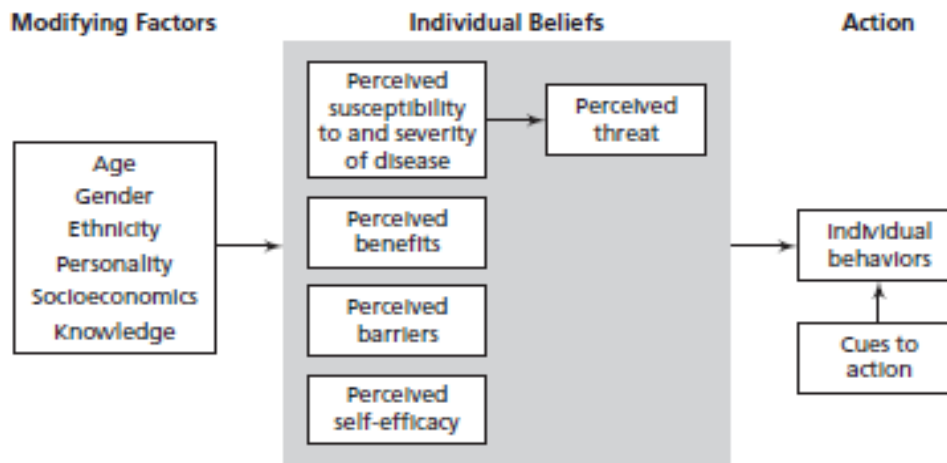 Modifying Factors
Individual Beliefs
Action
Age
Gender
Ethnicity
Personality
Socioeconomics
Knowledge
Perceived
susceptibility
to and severity
of disease
Perceived
threat
Perceived
benefits
Perceived
barriers
Perceived
self-efficacy
Individual
behaviors
Cues to
action